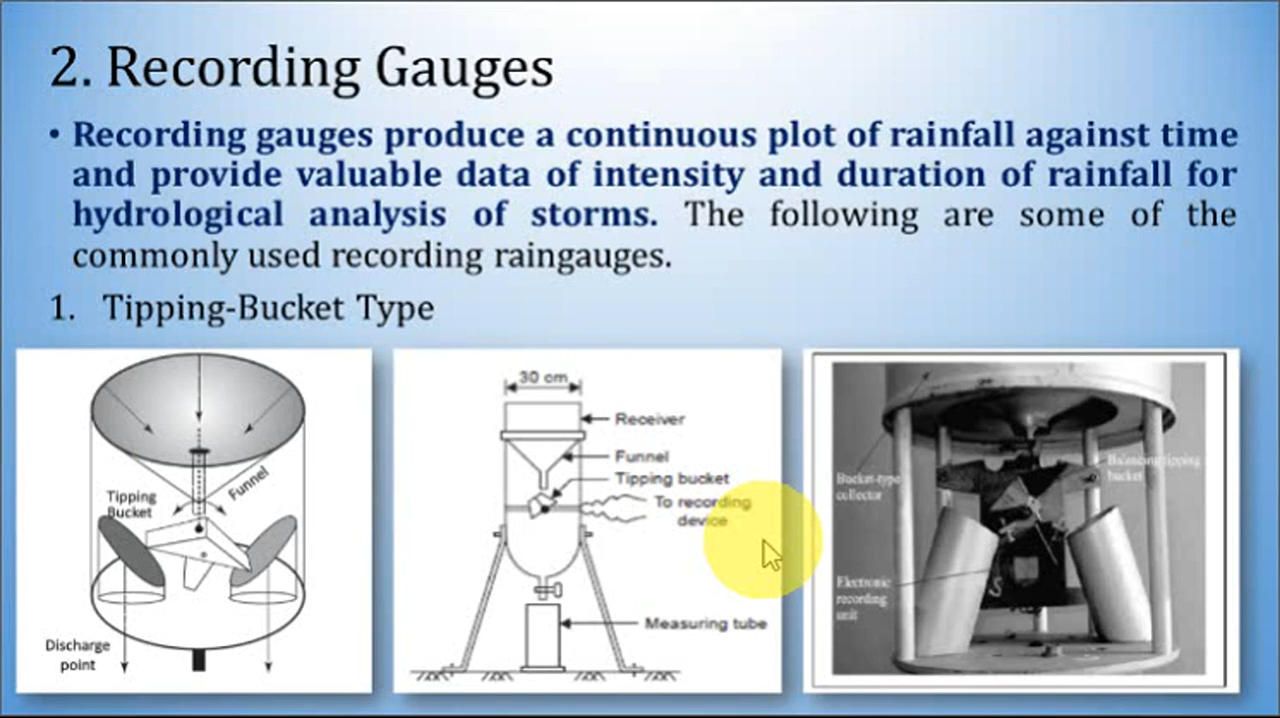 2. Recording Gauges
• Recording gauges produce a continuous plot of rainfall against time
and provide valuable data of intensity and duration of rainfall for
hydrological analysis of storms. The following are some of the
commonly used recording raingauges.
1. Tipping-Bucket Type
Tipping
Bucket
Funnel
Discharge
point
30 cm
Receiver
Funnel
Tipping bucket
To recording
device
Measuring tube
Bucket-type
collector
Balancing tipping
bucket
Electronic
recording
unit
S